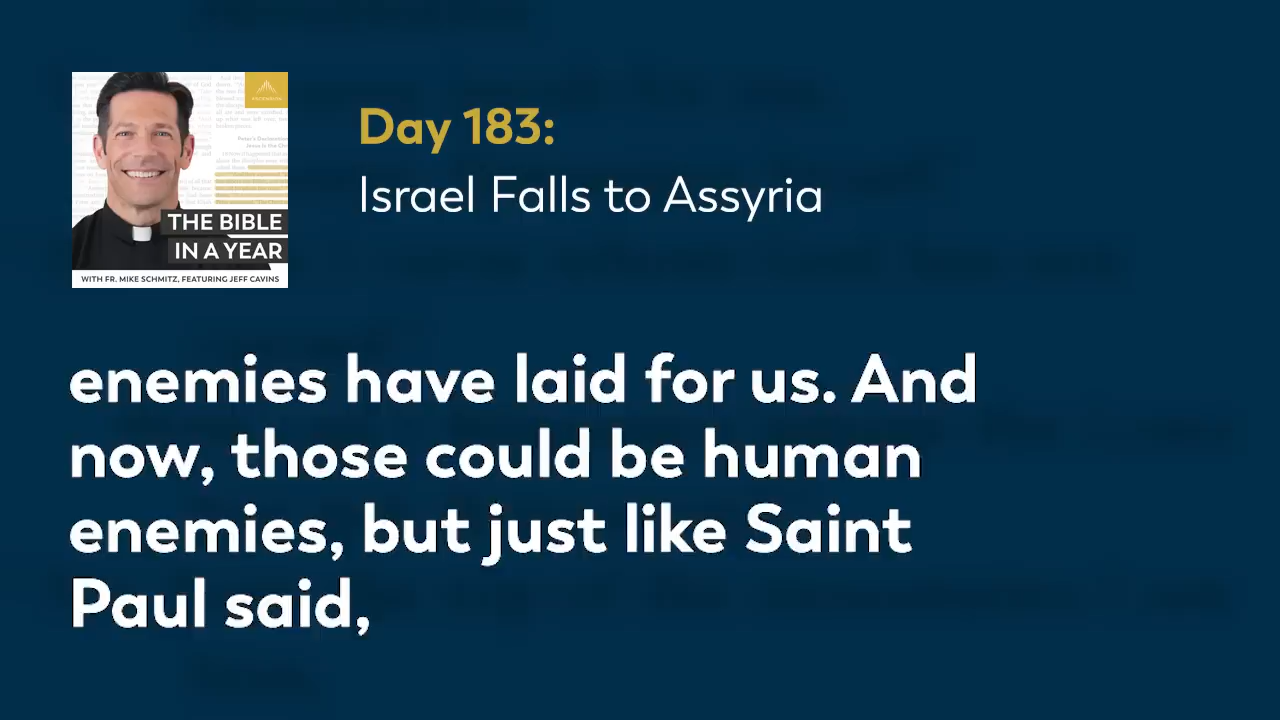 ASCENSION
THE BIBLE
IN A YEAR
WITH FR. MIKE SCHMITZ, FEATURING JEFF CAVINS
Day 183:
Israel Falls to Assyria
enemies have laid for us. And
now, those could be human
enemies, but just like Saint
Paul said,